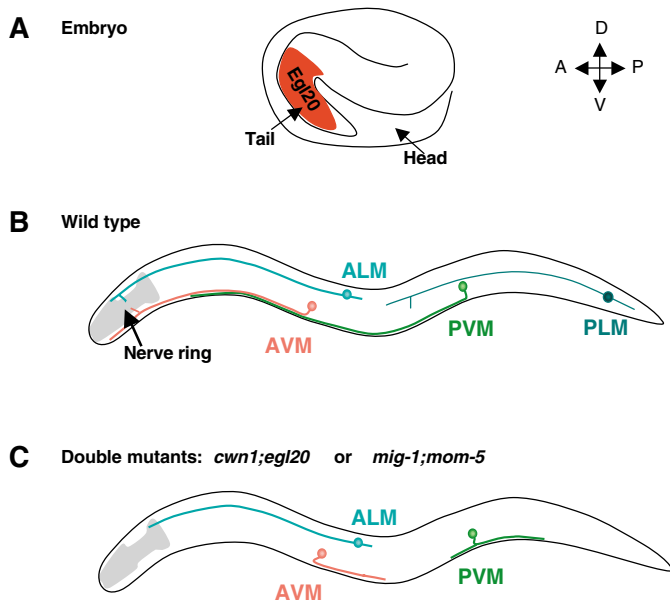 A Embryo
D
A P
V
Egl20
Tail
Head
B Wild type
ALM
Nerve ring
AVM
PVM
PLM
C Double mutants: cwn1;egl20 or mig-1;mom-5
ALM
AVM
PVM